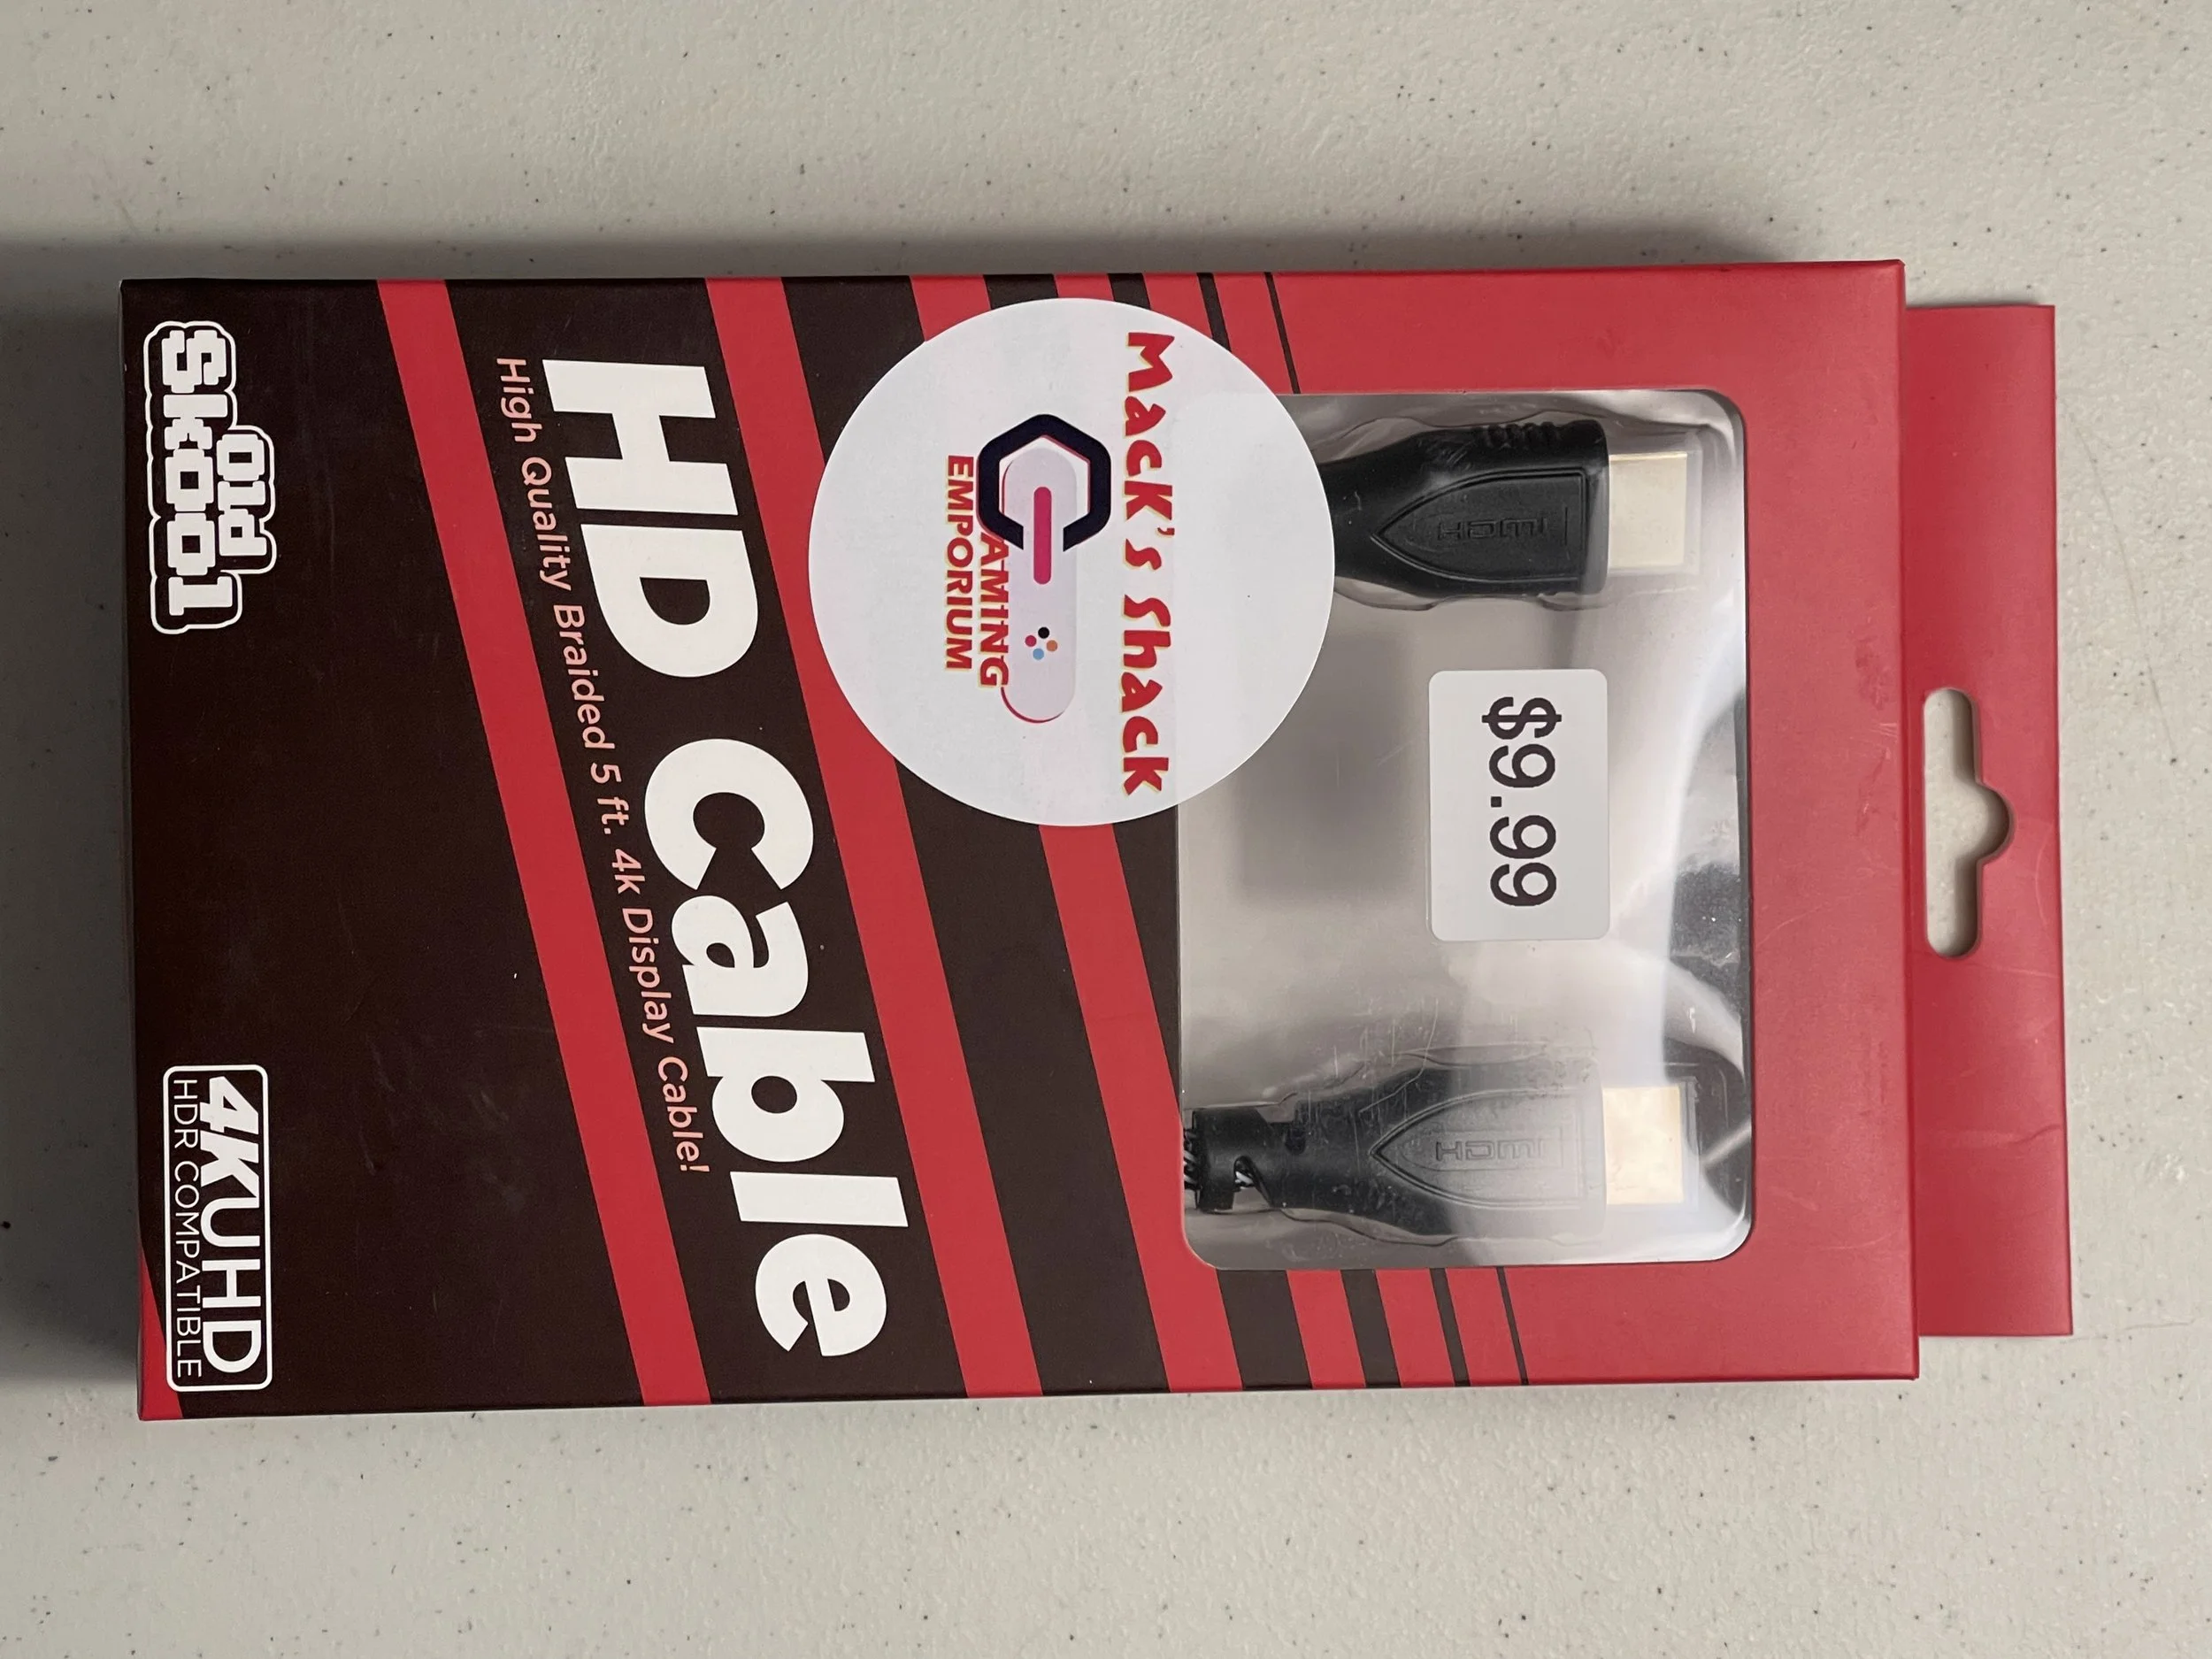 HDMI
HDMI
$9.99
Mack's Shack
GAMING
EMPORIUM
HD Cable
High Quality Braided 5 ft. 4k Display Cable!
Old
Skool
4KUHD
HDR COMPATIBLE